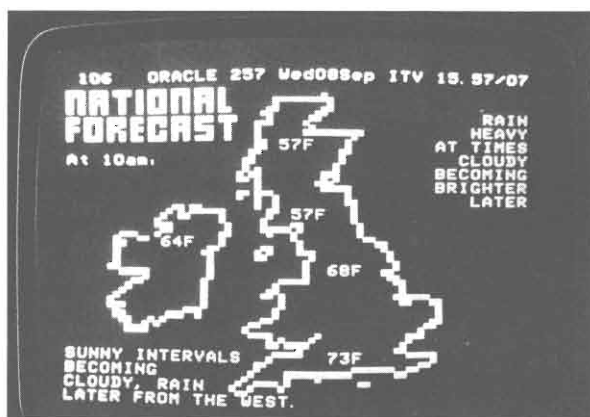 106 ORACLE 257 Wed08Sep ITV 15.57/07
NATIONAL
FORECAST
At 10am.
RAIN
HEAVY
AT TIMES
CLOUDY
BECOMING
BRIGHTER
LATER
57F
57F
64F
68F
73F
SUNNY INTERVALS
BECOMING
CLOUDY, RAIN
LATER FROM THE WEST.